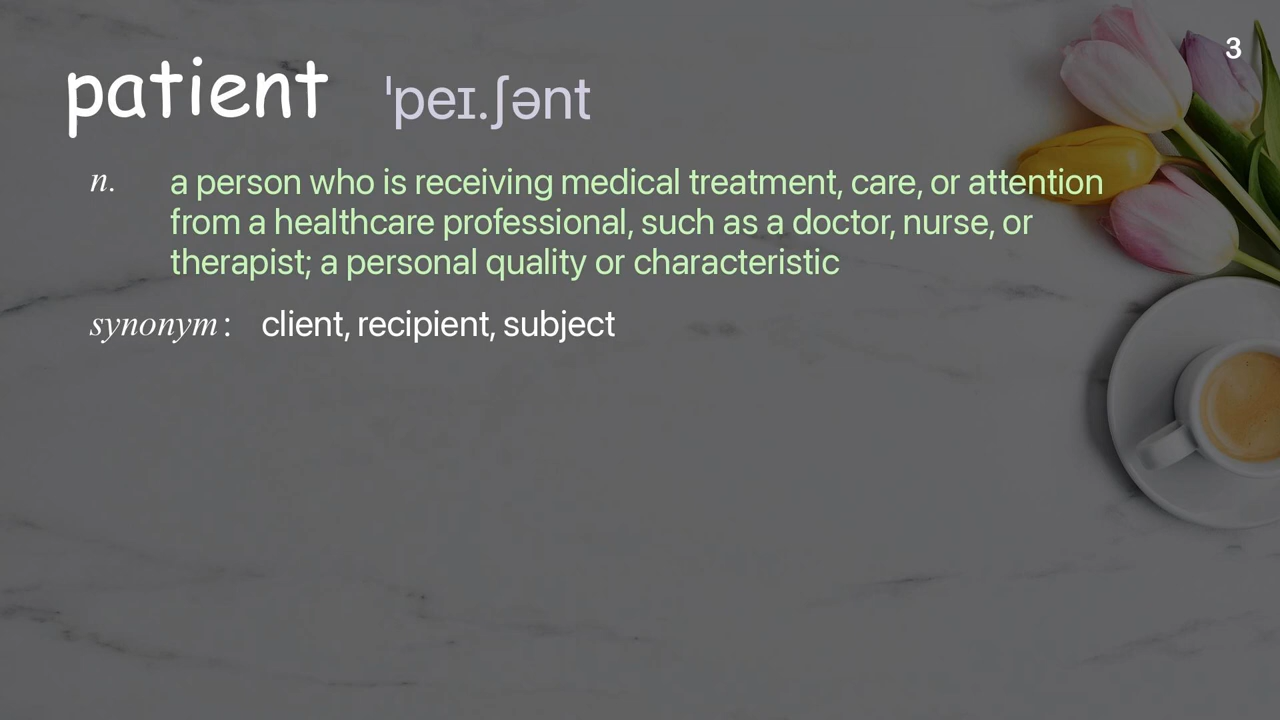 3
patient ˈpeɪ.ʃənt
n. a person who is receiving medical treatment, care, or attention
from a healthcare professional, such as a doctor, nurse, or
therapist; a personal quality or characteristic
synonym: client, recipient, subject